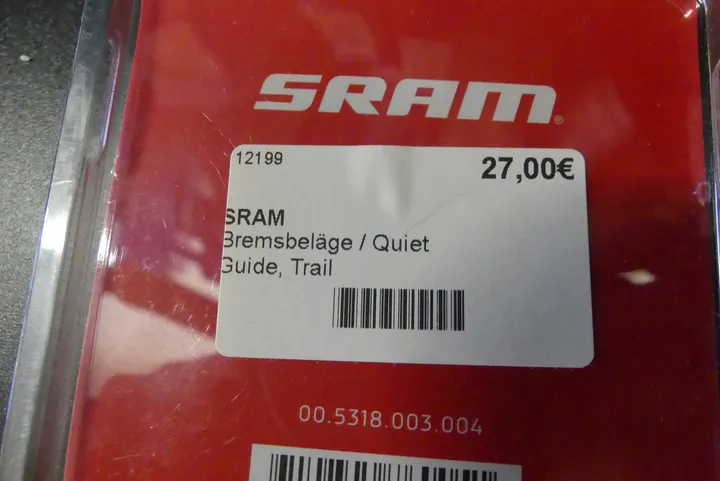 SRAM®
12199
27,00€
SRAM
Bremsbeläge / Quiet
Guide, Trail
00.5318.003.004